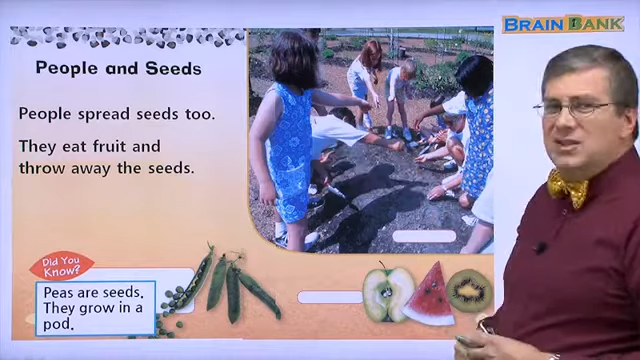 BRAIN BANK
People and Seeds
People spread seeds too.
They eat fruit and
throw away the seeds.
Did You
Know?
Peas are seeds.
They grow in a
pod.